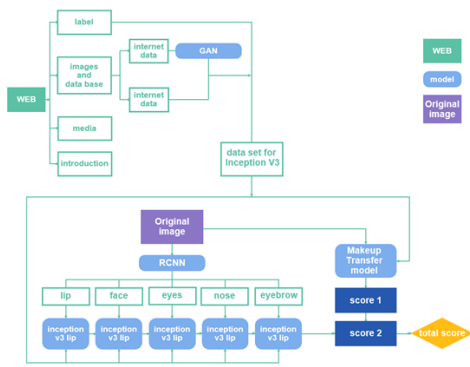 label
internet
data
GAN
WEB
images
and
data base
model
WEB
internet
data
Original
image
media
introduction
data set for
Inception V3
Original
image
Makeup
Transfer
model
RCNN
lip
face
eyes
nose
eyebrow
score 1
inception
v3 lip
inception
v3 lip
inception
v3 lip
inception
v3 lip
inception
v3 lip
score 2
total score